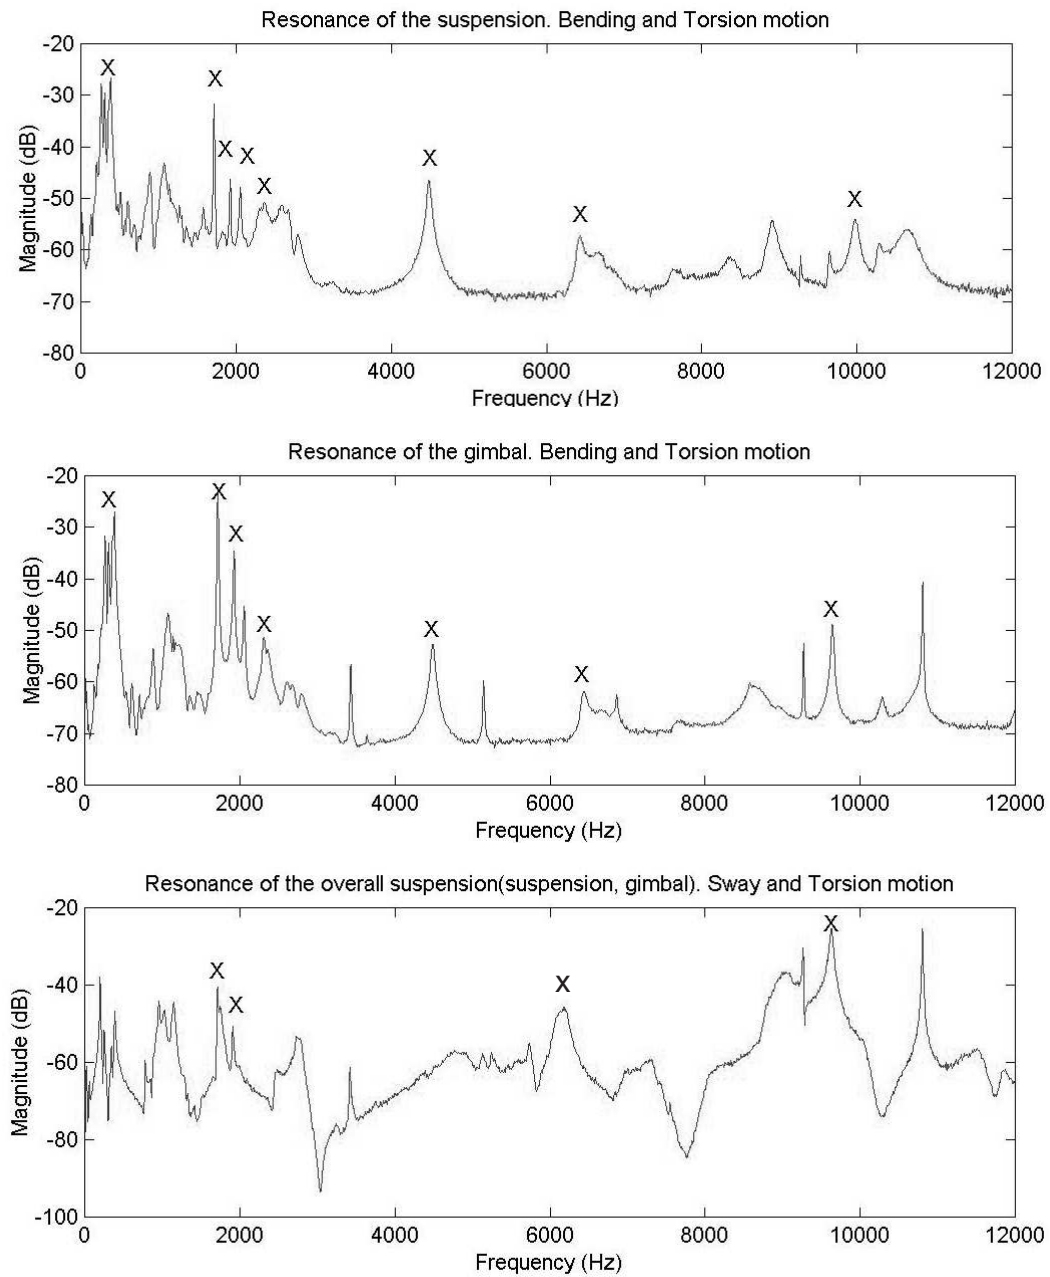 Resonance of the suspension. Bending and Torsion motion
-20
-30
-40
-50
-60
-70
-80
Magnitude (dB)
X
X
X
X
X
X
X
X
0
2000
4000
6000
8000
10000
12000
Frequency (Hz)
Resonance of the gimbal. Bending and Torsion motion
-20
-30
-40
-50
-60
-70
-80
Magnitude (dB)
X
X
X
X
X
X
X
0
2000
4000
6000
8000
10000
12000
Frequency (Hz)
Resonance of the overall suspension(suspension, gimbal). Sway and Torsion motion
-20
-40
-60
-80
-100
Magnitude (dB)
X
X
X
X
0
2000
4000
6000
8000
10000
12000
Frequency (Hz)